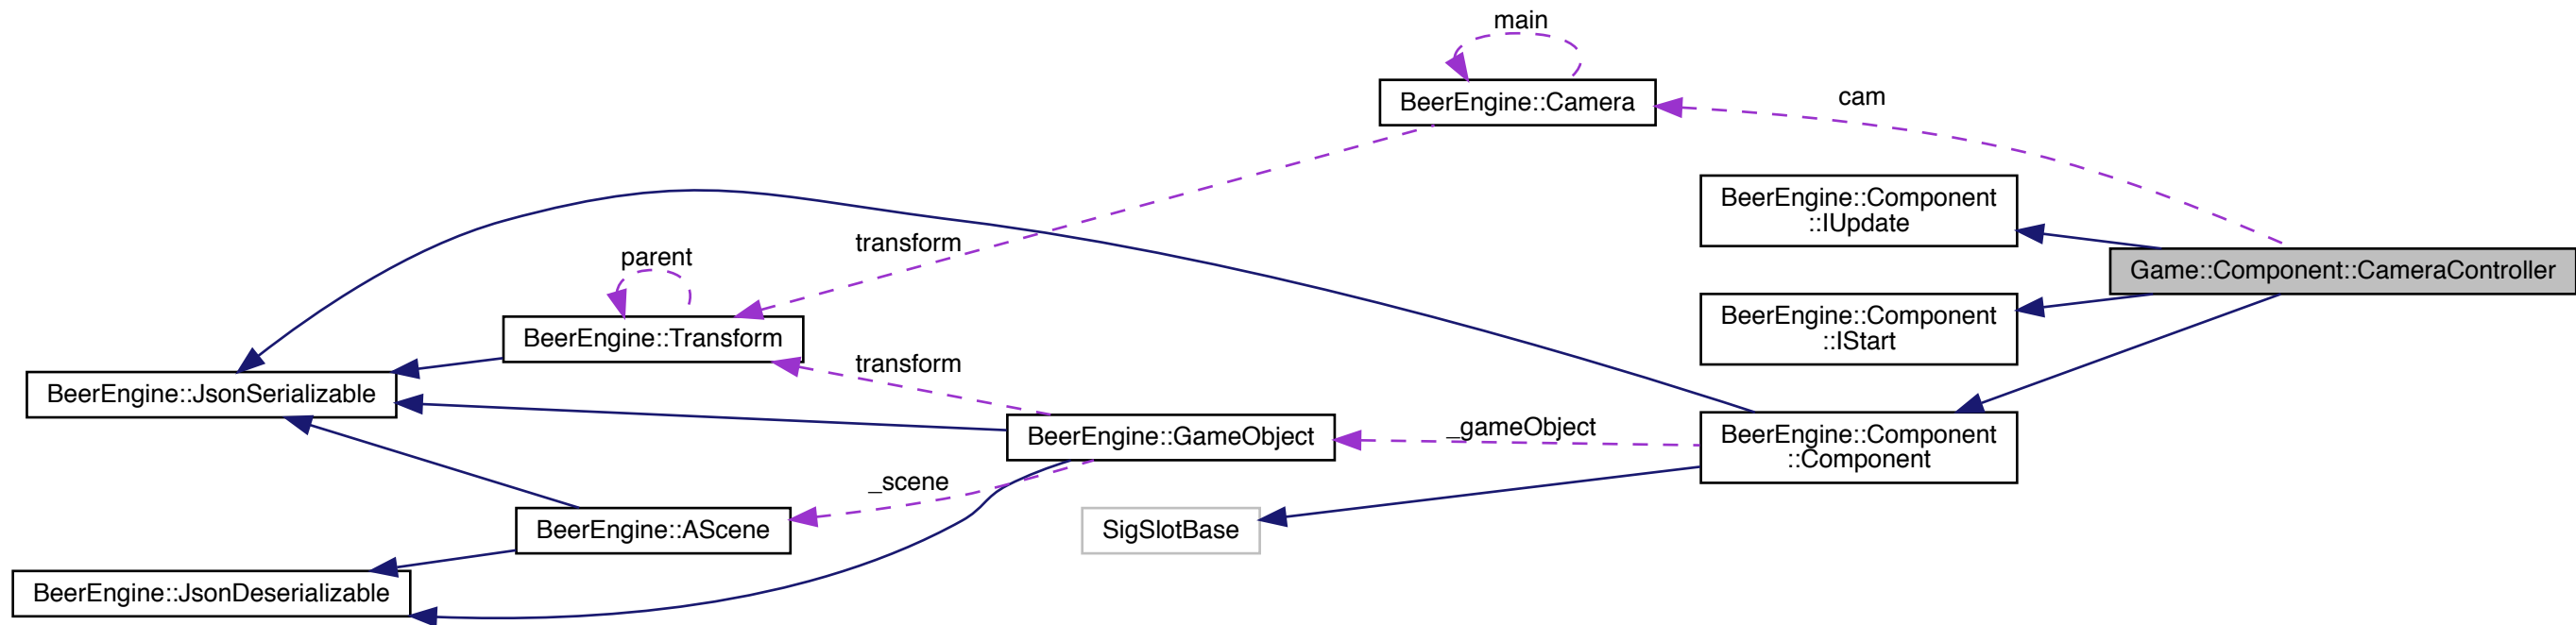 main
BeerEngine::Camera
cam
BeerEngine::Component
::IUpdate
transform
parent
Game::Component::CameraController
BeerEngine::Component
::IStart
BeerEngine::Transform
transform
BeerEngine::JsonSerializable
BeerEngine::GameObject
_gameObject
BeerEngine::Component
::Component
_scene
BeerEngine::AScene
SigSlotBase
BeerEngine::JsonDeserializable